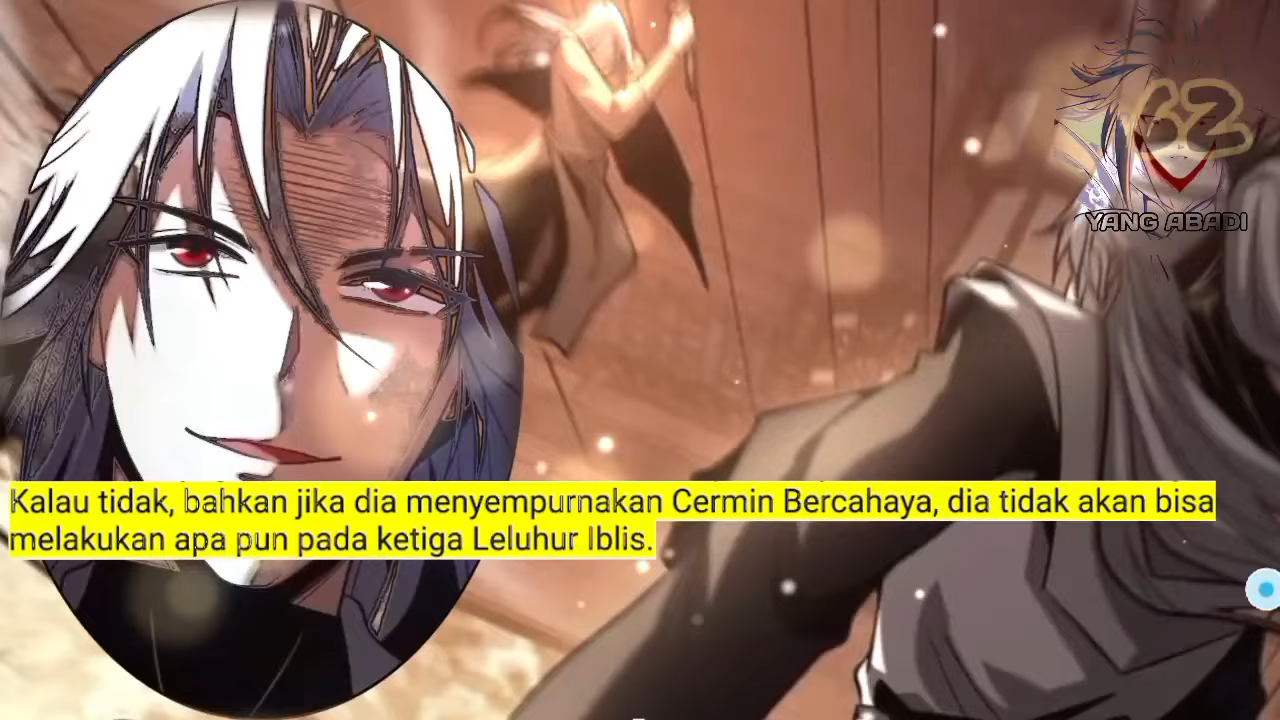 62
YANG ABADI
Kalau tidak, bahkan jika dia menyempurnakan Cermin Bercahaya, dia tidak akan bisa
melakukan apa pun pada ketiga Leluhur Iblis.